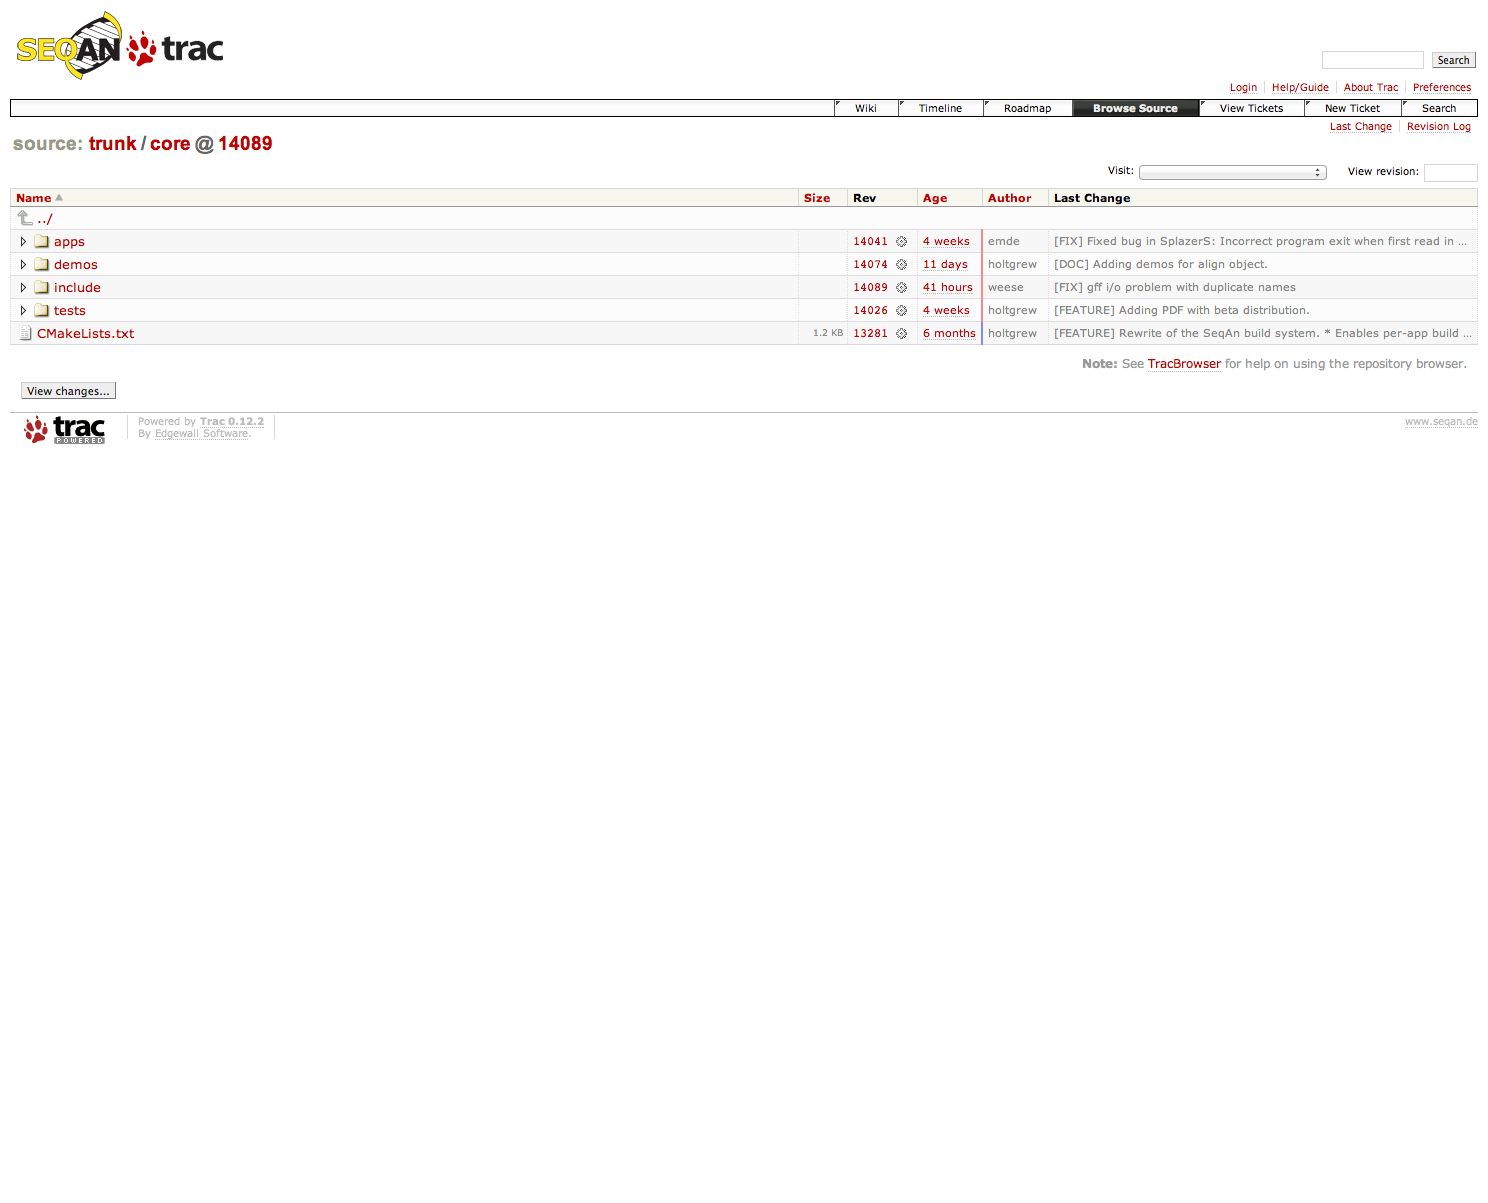 SEQAN trac
Search
Login Help/Guide About Trac Preferences
Wiki Timeline Roadmap Browse Source View Tickets New Ticket Search
Last Change Revision Log
source: trunk / core @ 14089
Visit: View revision:
Name Size Rev Age Author Last Change
../
apps 14041 4 weeks emde [FIX] Fixed bug in SplazerS: Incorrect program exit when first read in …
demos 14074 11 days holtgrew [DOC] Adding demos for align object.
include 14089 41 hours weese [FIX] gff i/o problem with duplicate names
tests 14026 4 weeks holtgrew [FEATURE] Adding PDF with beta distribution.
CMakeLists.txt 1.2 KB 13281 6 months holtgrew [FEATURE] Rewrite of the SeqAn build system. * Enables per-app build …
Note: See TracBrowser for help on using the repository browser.
View changes...
trac POWERED
Powered by Trac 0.12.2
By Edgewall Software.
www.seqan.de